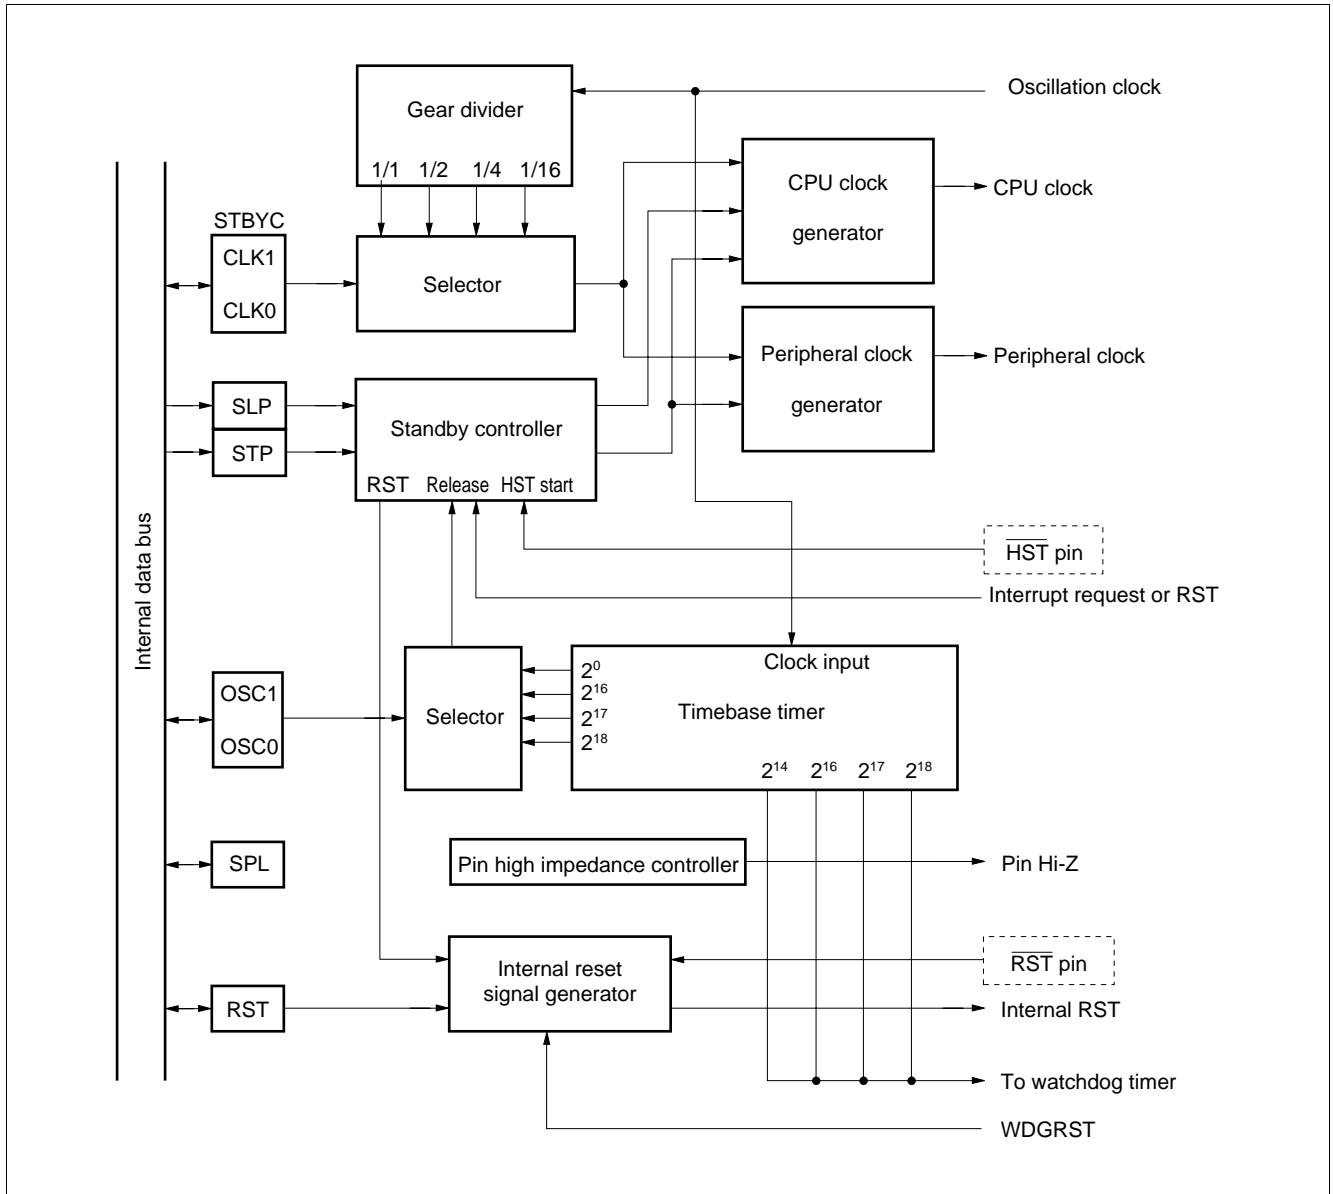 Oscillation clock
Gear divider
1/1 1/2 1/4 1/16
CPU clock
generator
CPU clock
STBYC
CLK1
CLK0
Selector
Peripheral clock
generator
Peripheral clock
SLP
STP
Standby controller
RST Release HST start
Internal data bus
HST pin
Interrupt request or RST
OSC1
OSC0
Selector
Clock input
Timebase timer
2⁰
2¹⁶
2¹⁷
2¹⁸
2¹⁴ 2¹⁶ 2¹⁷ 2¹⁸
SPL
Pin high impedance controller
Pin Hi-Z
RST
Internal reset
signal generator
RST pin
Internal RST
To watchdog timer
WDGRST